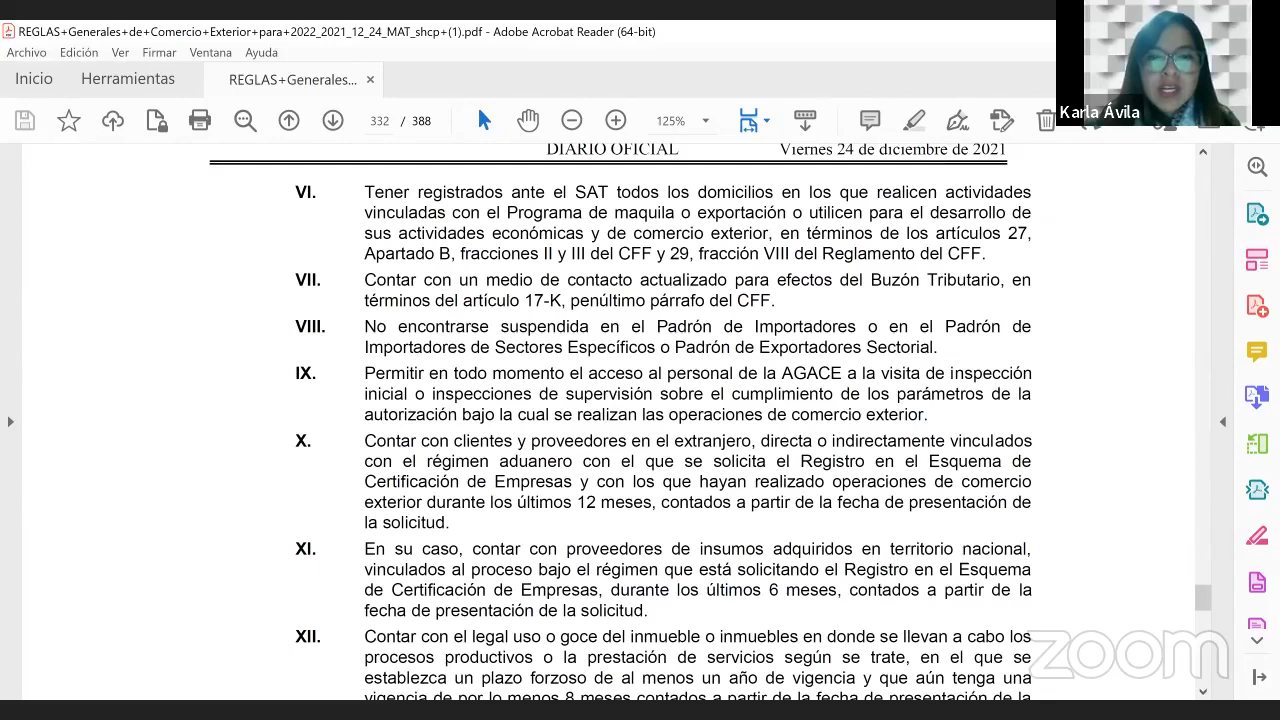 REGLAS+Generales+de+Comercio+Exterior+para+2022_2021_12_24_MAT_shcp+(1).pdf - Adobe Acrobat Reader (64-bit)
Archivo Edición Ver Firmar Ventana Ayuda
Inicio Herramientas REGLAS+Generales... ×
332 / 388 125%
Karla Ávila
DIARIO OFICIAL Viernes 24 de diciembre de 2021
VI. Tener registrados ante el SAT todos los domicilios en los que realicen actividades
vinculadas con el Programa de maquila o exportación o utilicen para el desarrollo de
sus actividades económicas y de comercio exterior, en términos de los artículos 27,
Apartado B, fracciones II y III del CFF y 29, fracción VIII del Reglamento del CFF.
VII. Contar con un medio de contacto actualizado para efectos del Buzón Tributario, en
términos del artículo 17-K, penúltimo párrafo del CFF.
VIII. No encontrarse suspendida en el Padrón de Importadores o en el Padrón de
Importadores de Sectores Específicos o Padrón de Exportadores Sectorial.
IX. Permitir en todo momento el acceso al personal de la AGACE a la visita de inspección
inicial o inspecciones de supervisión sobre el cumplimiento de los parámetros de la
autorización bajo la cual se realizan las operaciones de comercio exterior.
X. Contar con clientes y proveedores en el extranjero, directa o indirectamente vinculados
con el régimen aduanero con el que se solicita el Registro en el Esquema de
Certificación de Empresas y con los que hayan realizado operaciones de comercio
exterior durante los últimos 12 meses, contados a partir de la fecha de presentación de
la solicitud.
XI. En su caso, contar con proveedores de insumos adquiridos en territorio nacional,
vinculados al proceso bajo el régimen que está solicitando el Registro en el Esquema
de Certificación de Empresas, durante los últimos 6 meses, contados a partir de la
fecha de presentación de la solicitud.
XII. Contar con el legal uso o goce del inmueble o inmuebles en donde se llevan a cabo los
procesos productivos o la prestación de servicios según se trate, en el que se
establezca un plazo forzoso de al menos un año de vigencia y que aún tenga una
vigencia de por lo menos 8 meses contados a partir de la fecha de presentación de la
zoom